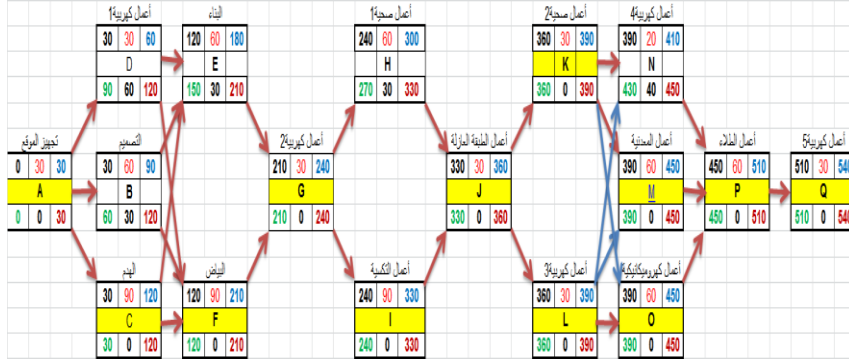 أعمال كهربية1
البناء
أعمال صحية1
أعمال صحية2
أعمال كهربية4
30 30 60
120 60 180
240 60 300
360 30 390
390 20 410
D
E
H
K
N
90 60 120
150 30 210
270 30 330
360 0 390
430 40 450
تجهيز الموقع
التصميم
أعمال كهربية2
أعمال الطبقة العازلة
أعمال المعدنية
أعمال الطلاء
أعمال كهربية5
0 30 30
30 60 90
210 30 240
330 30 360
390 60 450
450 60 510
510 30 540
A
B
G
J
M
P
Q
0 0 30
60 30 120
210 0 240
330 0 360
390 0 450
450 0 510
510 0 540
الهدم
البياض
أعمال التكسية
أعمال كهربية3
أعمال كهروميكانيكية
30 90 120
120 90 210
240 90 330
360 30 390
390 60 450
C
F
I
L
O
30 0 120
120 0 210
240 0 330
360 0 390
390 0 450